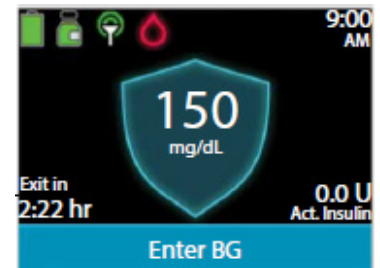 9:00
AM
150
mg/dL
Exit in
2:22 hr
0.0 U
Act. Insulin
Enter BG